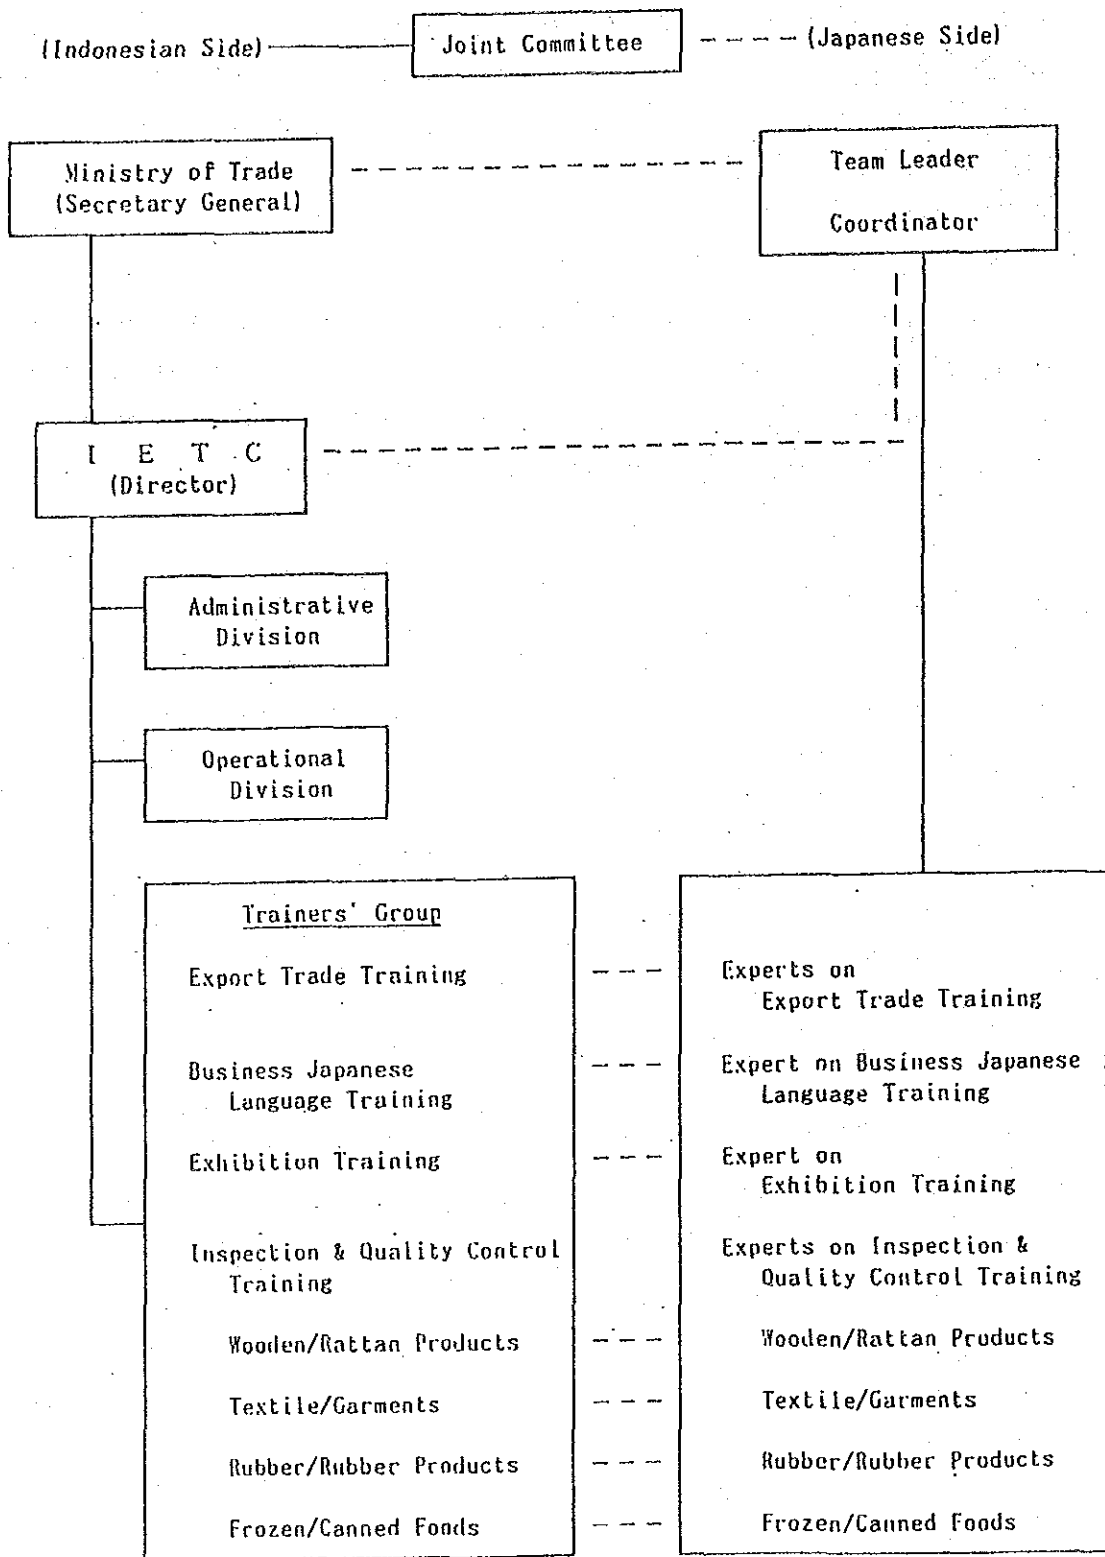 (Indonesian Side) Joint Committee (Japanese Side)
Ministry of Trade
(Secretary General)
Team Leader
Coordinator
I E T C
(Director)
Administrative
Division
Operational
Division
Trainers' Group
Export Trade Training
Business Japanese
Language Training
Exhibition Training
Inspection & Quality Control
Training
Wooden/Rattan Products
Textile/Garments
Rubber/Rubber Products
Frozen/Canned Foods
Experts on
Export Trade Training
Expert on Business Japanese
Language Training
Expert on
Exhibition Training
Experts on Inspection &
Quality Control Training
Wooden/Rattan Products
Textile/Garments
Rubber/Rubber Products
Frozen/Canned Foods